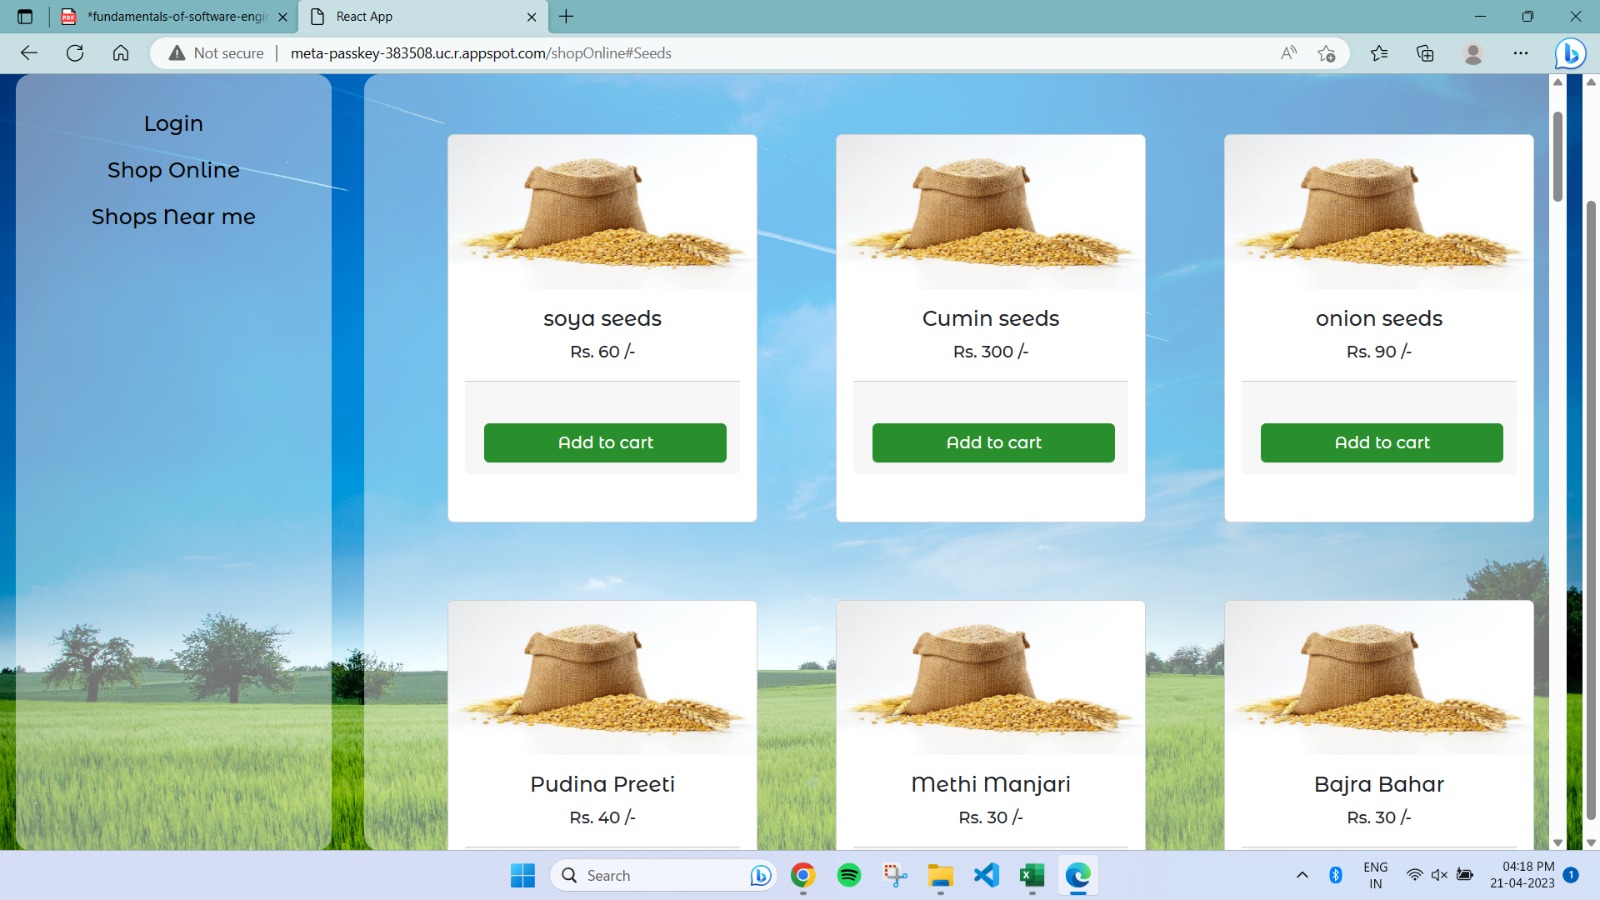 *fundamentals-of-software-engi
React App
Not secure
meta-passkey-383508.uc.r.appspot.com/shopOnline#Seeds
Login
Shop Online
Shops Near me
soya seeds
Rs. 60 /-
Add to cart
Cumin seeds
Rs. 300 /-
Add to cart
onion seeds
Rs. 90 /-
Add to cart
Pudina Preeti
Rs. 40 /-
Methi Manjari
Rs. 30 /-
Bajra Bahar
Rs. 30 /-
Search
ENG
IN
04:18 PM
21-04-2023
1